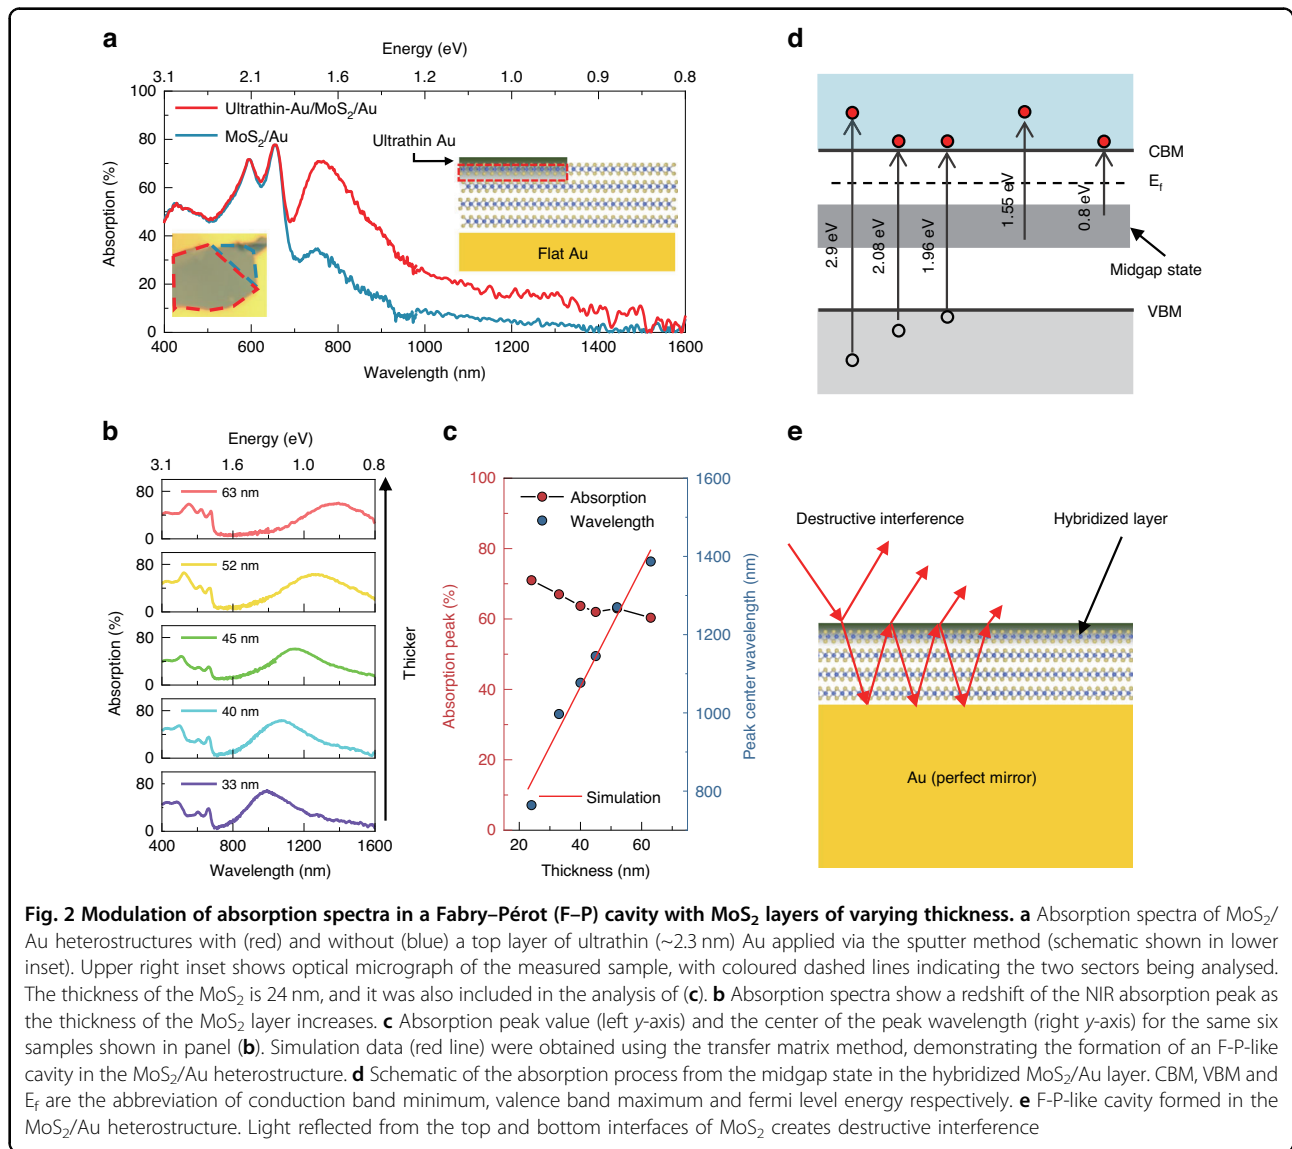 a
Energy (eV)
3.1 2.1 1.6 1.2 1.0 0.9 0.8
100
80
60
40
20
0
Absorption (%)
Ultrathin-Au/MoS₂/Au
MoS₂/Au
Ultrathin Au
Flat Au
400 600 800 1000 1200 1400 1600
Wavelength (nm)
d
CBM
E_f
Midgap state
VBM
2.9 eV
2.08 eV
1.96 eV
1.55 eV
0.8 eV
b
Energy (eV)
3.1 1.6 1.0 0.8
80
0
63 nm
80
0
52 nm
80
0
45 nm
80
0
40 nm
80
0
33 nm
Absorption (%)
Thicker
400 800 1200 1600
Wavelength (nm)
c
100
80
60
40
20
0
Absorption peak (%)
Absorption
Wavelength
Simulation
1600
1400
1200
1000
800
Peak center wavelength (nm)
20 40 60
Thickness (nm)
e
Destructive interference
Hybridized layer
Au (perfect mirror)
Fig. 2 Modulation of absorption spectra in a Fabry–Pérot (F–P) cavity with MoS₂ layers of varying thickness. a Absorption spectra of MoS₂/
Au heterostructures with (red) and without (blue) a top layer of ultrathin (~2.3 nm) Au applied via the sputter method (schematic shown in lower
inset). Upper right inset shows optical micrograph of the measured sample, with coloured dashed lines indicating the two sectors being analysed.
The thickness of the MoS₂ is 24 nm, and it was also included in the analysis of (c). b Absorption spectra show a redshift of the NIR absorption peak as
the thickness of the MoS₂ layer increases. c Absorption peak value (left y-axis) and the center of the peak wavelength (right y-axis) for the same six
samples shown in panel (b). Simulation data (red line) were obtained using the transfer matrix method, demonstrating the formation of an F-P-like
cavity in the MoS₂/Au heterostructure. d Schematic of the absorption process from the midgap state in the hybridized MoS₂/Au layer. CBM, VBM and
E_f are the abbreviation of conduction band minimum, valence band maximum and fermi level energy respectively. e F-P-like cavity formed in the
MoS₂/Au heterostructure. Light reflected from the top and bottom interfaces of MoS₂ creates destructive interference